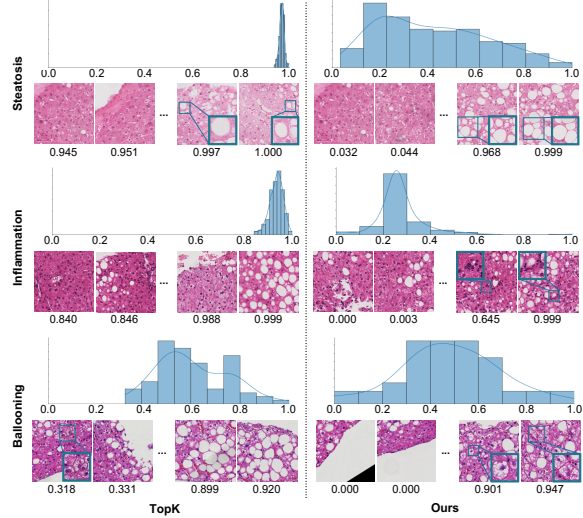 Steatosis
0.0 0.2 0.4 0.6 0.8 1.0
0.0 0.2 0.4 0.6 0.8 1.0
0.945 0.951 ... 0.997 1.000
0.032 0.044 ... 0.968 0.999
Inflammation
0.0 0.2 0.4 0.6 0.8 1.0
0.0 0.2 0.4 0.6 0.8 1.0
0.840 0.846 ... 0.988 0.999
0.000 0.003 ... 0.645 0.999
Ballooning
0.0 0.2 0.4 0.6 0.8 1.0
0.0 0.2 0.4 0.6 0.8 1.0
0.318 0.331 ... 0.899 0.920
0.000 0.000 ... 0.901 0.947
TopK
Ours